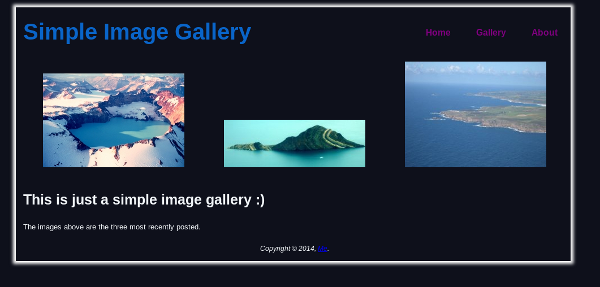 Simple Image Gallery
Home Gallery About
This is just a simple image gallery :)
The images above are the three most recently posted.
Copyright © 2014, .